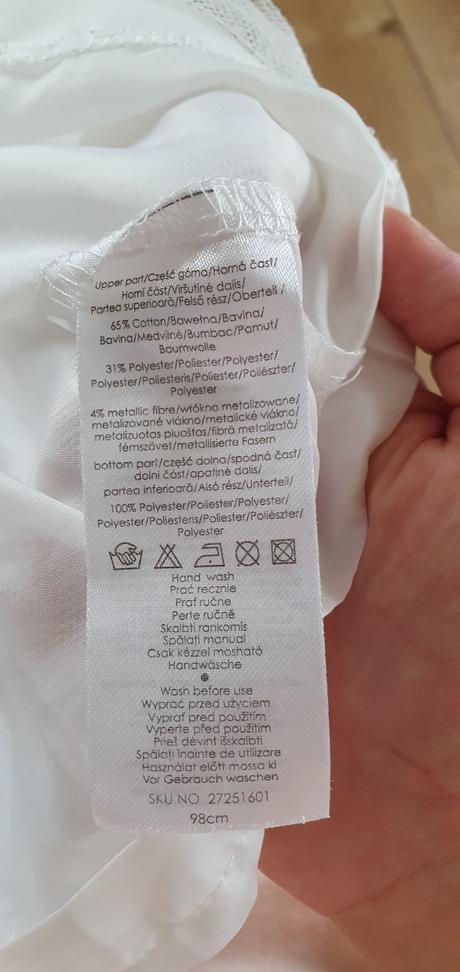 Upper part/Część górna/Horná časť/
Horní část/Viršutinė dalis/
Partea superioară/Felső rész/Oberteil/
65% Cotton/Bawełna/Bavlna/
Bavlna/Medvilnė/Bumbac/Pamut/
Baumwolle
31% Polyester/Poliester/Polyester/
Polyester/Poliesteris/Poliester/Poliészter/
Polyester
4% metallic fibre/włókno metalizowane/
metalizované vlákno/metalické vlákno/
metalizuotas pluoštas/fibră metalizată/
fémszövet/metallisierte Fasern
bottom part/część dolna/spodná časť/
dolní část/apatinė dalis/
partea inferioară/Alsó rész/Unterteil/
100% Polyester/Poliester/Polyester/
Polyester/Poliesteris/Poliester/Poliészter/
Polyester
Hand wash
Prać ręcznie
Prať ručne
Perte ručně
Skalbti rankomis
Spălați manual
Csak kézzel mosható
Handwäsche
Wash before use
Wyprać przed użyciem
Vyprať pred použitím
Vyperte před použitím
Prieš dėvint išskalbti
Spălați înainte de utilizare
Használat előtt mossa ki
Vor Gebrauch waschen
SKU NO. 27251601
98cm